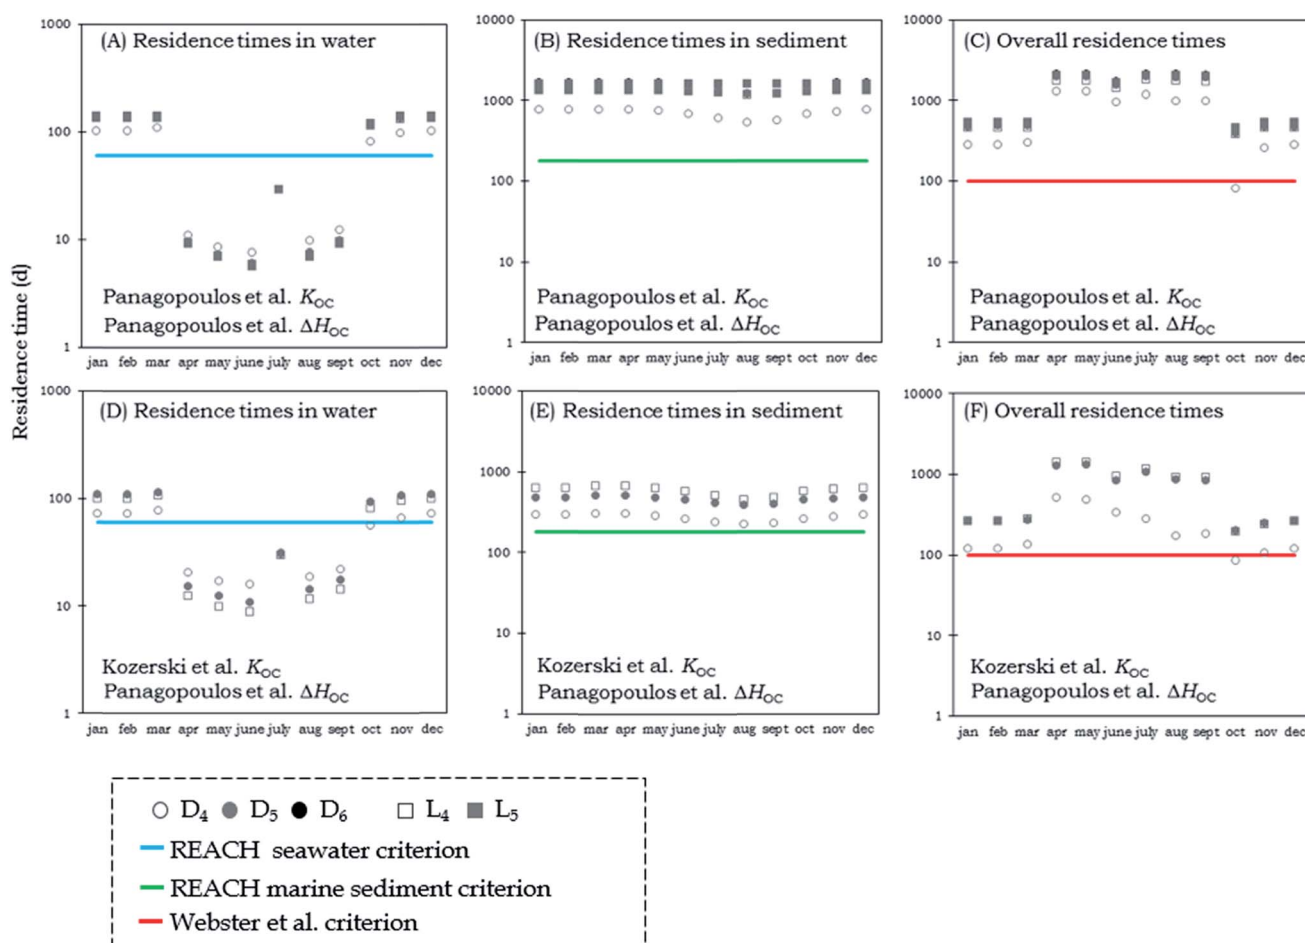 Residence time (d)
(A) Residence times in water
1000
100
10
1
Panagopoulos et al. KOC
Panagopoulos et al. ΔHOC
jan feb mar apr may june july aug sept oct nov dec
(B) Residence times in sediment
10000
1000
100
10
1
Panagopoulos et al. KOC
Panagopoulos et al. ΔHOC
jan feb mar apr may june july aug sept oct nov dec
(C) Overall residence times
10000
1000
100
10
1
Panagopoulos et al. KOC
Panagopoulos et al. ΔHOC
jan feb mar apr may june july aug sept oct nov dec
(D) Residence times in water
1000
100
10
1
Kozerski et al. KOC
Panagopoulos et al. ΔHOC
jan feb mar apr may june july aug sept oct nov dec
(E) Residence times in sediment
10000
1000
100
10
1
Kozerski et al. KOC
Panagopoulos et al. ΔHOC
jan feb mar apr may june july aug sept oct nov dec
(F) Overall residence times
10000
1000
100
10
1
Kozerski et al. KOC
Panagopoulos et al. ΔHOC
jan feb mar apr may june july aug sept oct nov dec
D4 D5 D6 L4 L5
REACH seawater criterion
REACH marine sediment criterion
Webster et al. criterion